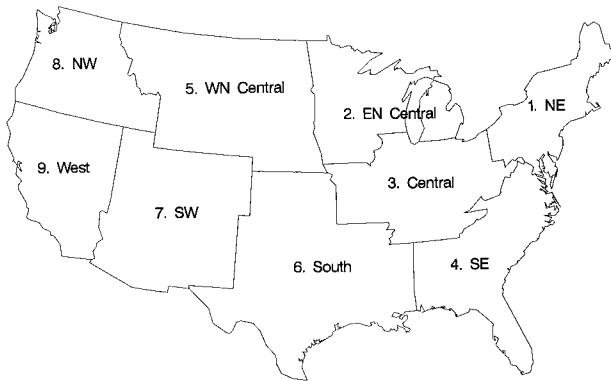 8. NW
5. WN Central
2. EN Central
1. NE
9. West
3. Central
7. SW
6. South
4. SE